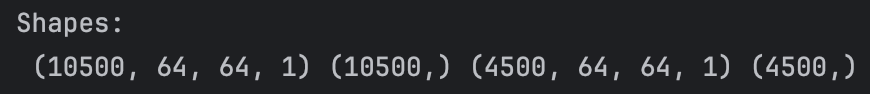 Shapes:
(10500, 64, 64, 1) (10500,) (4500, 64, 64, 1) (4500,)